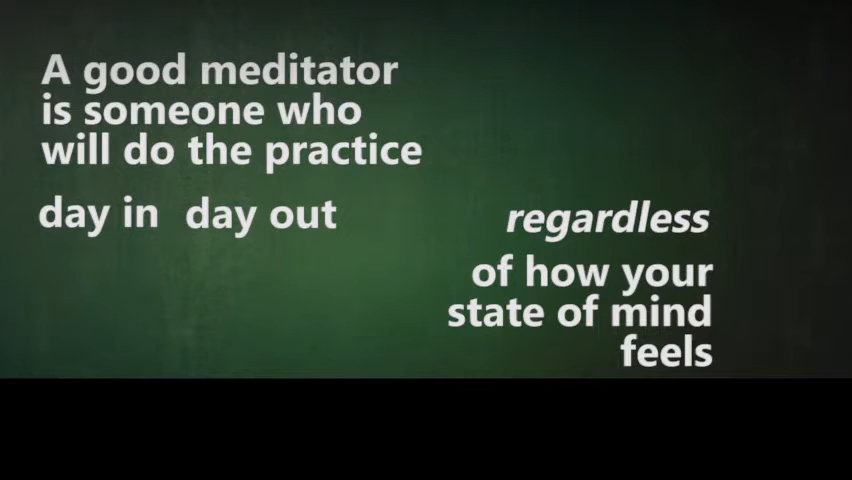 A good meditator
is someone who
will do the practice
day in day out
regardless
of how your
state of mind
feels